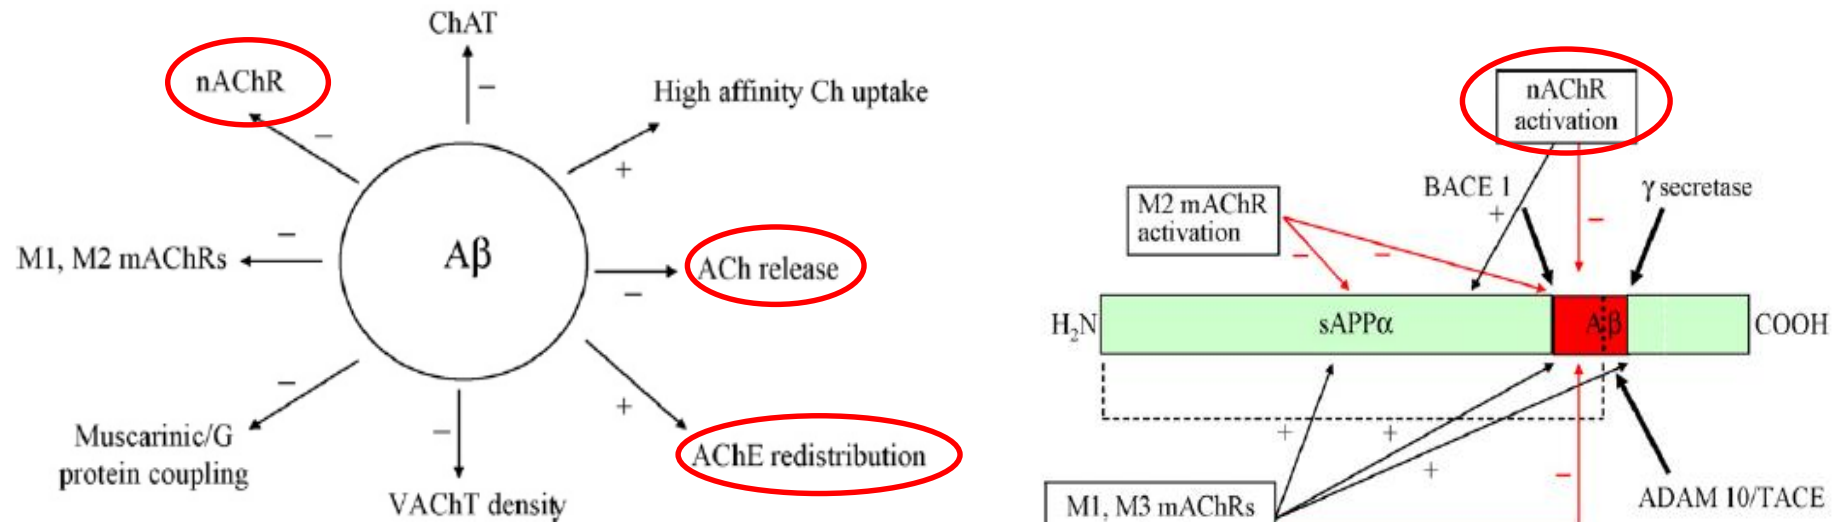 ChAT
nAChR
−
−
High affinity Ch uptake
+
M1, M2 mAChRs
−
Aβ
ACh release
−
−
Muscarinic/G
protein coupling
−
VAChT density
+
AChE redistribution
nAChR
activation
BACE 1
γ secretase
M2 mAChR
activation
+
−
−
−
H₂N
sAPPα
Aβ
COOH
+
+
+
−
M1, M3 mAChRs
ADAM 10/TACE